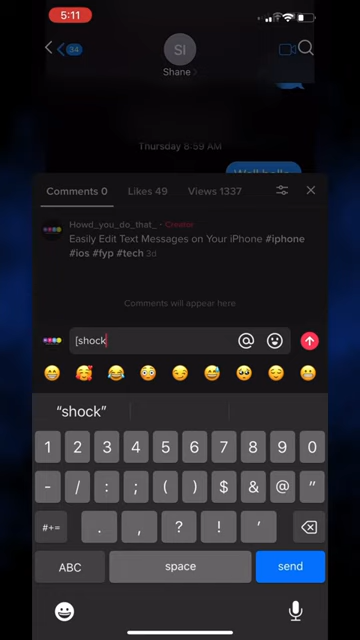 5:11
34
SI
Shane
Thursday 8:59 AM
Comments 0 Likes 49 Views 1337
Howd_you_do_that_ · Creator
Easily Edit Text Messages on Your iPhone #iphone
#ios #fyp #tech 3d
Comments will appear here
[shock
@
“shock”
1 2 3 4 5 6 7 8 9 0
- / : ; ( ) $ & @ "
#+= . , ? ! '
ABC space send